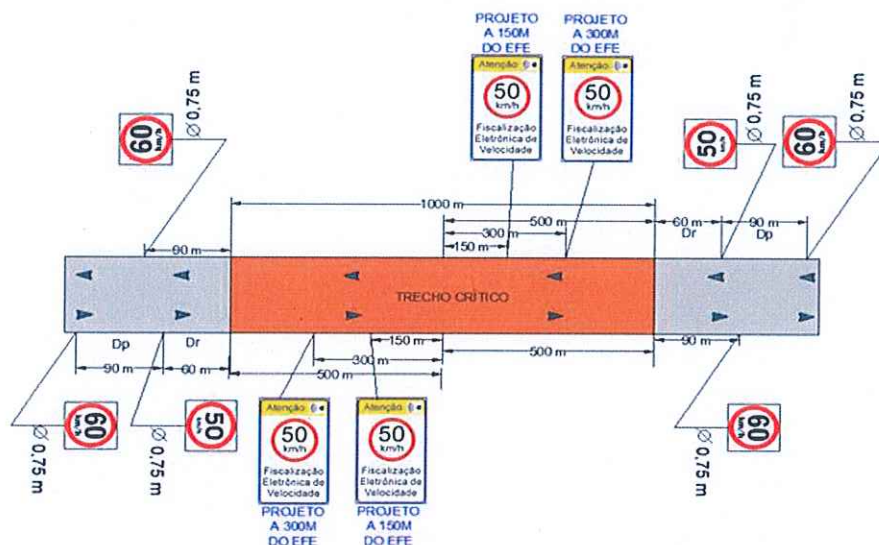 PROJETO
A 150M
DO EFE
PROJETO
A 300M
DO EFE
Atenção
50
km/h
Fiscalização
Eletrônica de
Velocidade
Atenção
50
km/h
Fiscalização
Eletrônica de
Velocidade
60
km/h
Ø 0,75 m
50
km/h
Ø 0,75 m
60
km/h
Ø 0,75 m
1000 m
500 m
60 m
90 m
300 m
Dr
Dp
150 m
90 m
TRECHO CRÍTICO
Dp
Dr
150 m
90 m
300 m
500 m
90 m
60 m
500 m
60
km/h
Ø 0,75 m
50
km/h
Ø 0,75 m
Atenção
50
km/h
Fiscalização
Eletrônica de
Velocidade
Atenção
50
km/h
Fiscalização
Eletrônica de
Velocidade
60
km/h
Ø 0,75 m
PROJETO
A 300M
DO EFE
PROJETO
A 150M
DO EFE